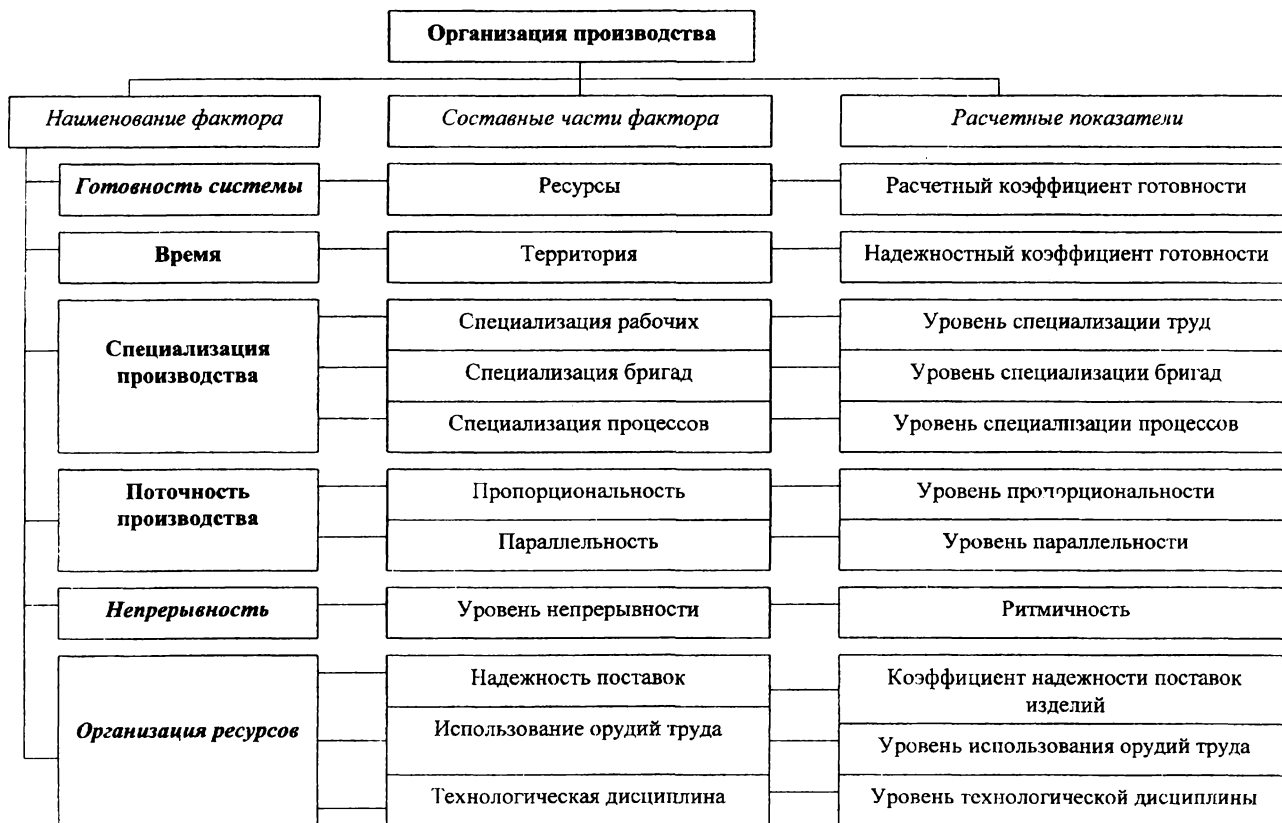 Организация производства
Наименование фактора
Составные части фактора
Расчетные показатели
Готовность системы
Ресурсы
Расчетный коэффициент готовности
Время
Территория
Надежностный коэффициент готовности
Специализация
производства
Специализация рабочих
Уровень специализации труд
Специализация бригад
Уровень специализации бригад
Специализация процессов
Уровень специализации процессов
Поточность
производства
Пропорциональность
Уровень пропорциональности
Параллельность
Уровень параллельности
Непрерывность
Уровень непрерывности
Ритмичность
Организация ресурсов
Надежность поставок
Коэффициент надежности поставок
изделий
Использование орудий труда
Уровень использования орудий труда
Технологическая дисциплина
Уровень технологической дисциплины